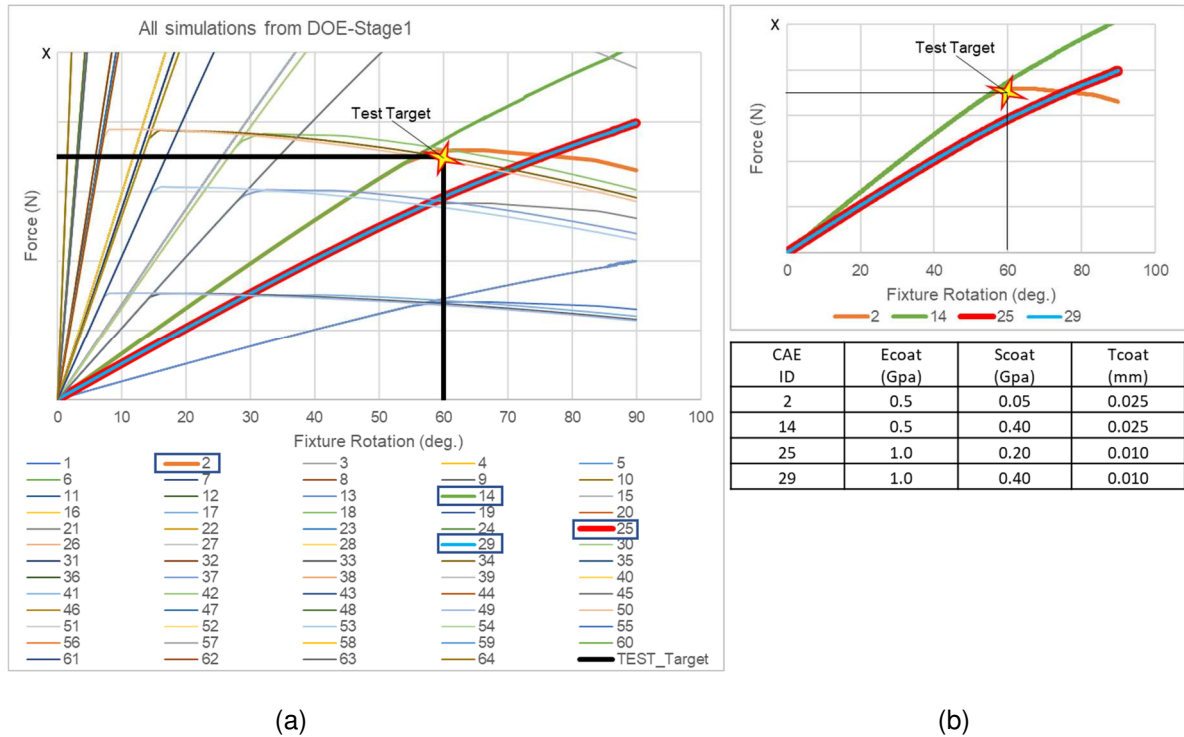 All simulations from DOE-Stage1
X
Test Target
Force (N)
0 10 20 30 40 50 60 70 80 90 100
Fixture Rotation (deg.)
1 2 3 4 5
6 7 8 9 10
11 12 13 14 15
16 17 18 19 20
21 22 23 24 25
26 27 28 29 30
31 32 33 34 35
36 37 38 39 40
41 42 43 44 45
46 47 48 49 50
51 52 53 54 55
56 57 58 59 60
61 62 63 64 TEST_Target
(a)
X
Test Target
Force (N)
0 20 40 60 80 100
Fixture Rotation (deg.)
2 14 25 29
CAE ID Ecoat (Gpa) Scoat (Gpa) Tcoat (mm)
2 0.5 0.05 0.025
14 0.5 0.40 0.025
25 1.0 0.20 0.010
29 1.0 0.40 0.010
(b)